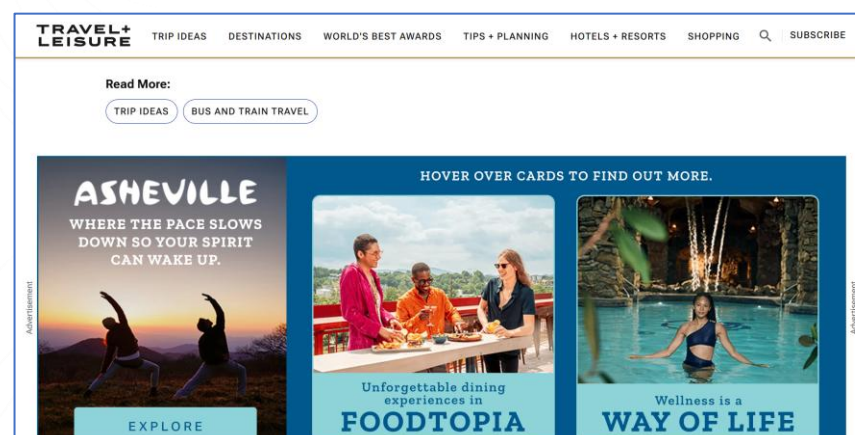 TRAVEL+
LEISURE
TRIP IDEAS DESTINATIONS WORLD'S BEST AWARDS TIPS + PLANNING HOTELS + RESORTS SHOPPING SUBSCRIBE
Read More:
TRIP IDEAS BUS AND TRAIN TRAVEL
Advertisement
ASHEVILLE
WHERE THE PACE SLOWS
DOWN SO YOUR SPIRIT
CAN WAKE UP.
EXPLORE
HOVER OVER CARDS TO FIND OUT MORE.
Unforgettable dining
experiences in
FOODTOPIA
Wellness is a
WAY OF LIFE
Advertisement